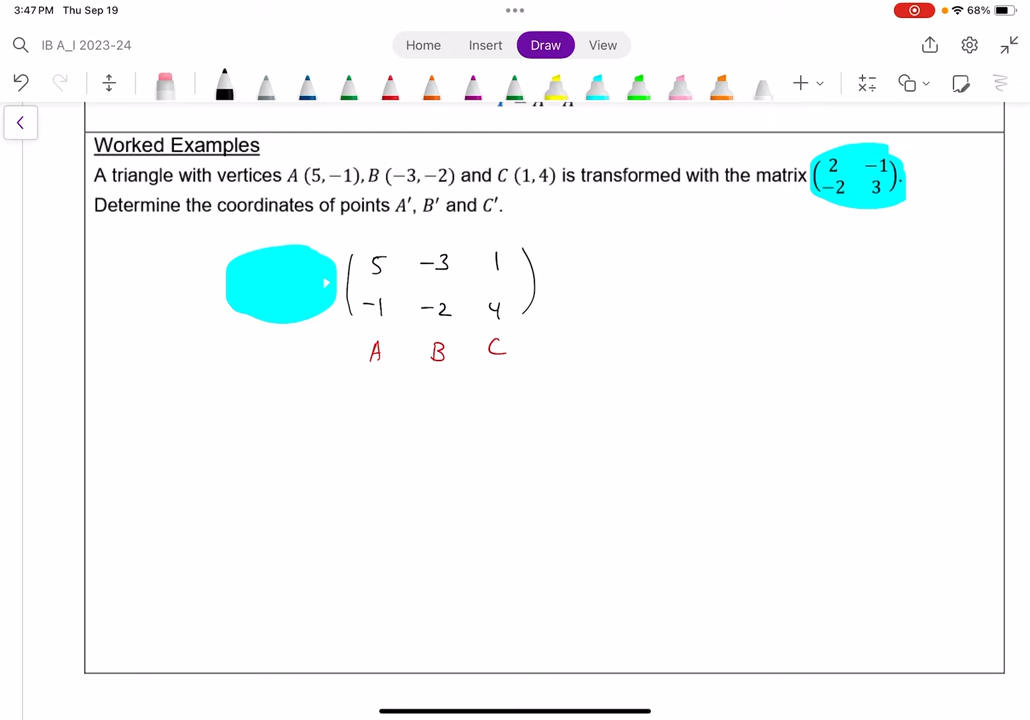 3:47 PM Thu Sep 19 68%
IB A_I 2023-24 Home Insert Draw View
Worked Examples
A triangle with vertices A (5, −1), B (−3, −2) and C (1, 4) is transformed with the matrix (2 −1
−2 3).
Determine the coordinates of points A′, B′ and C′.
( 5 −3 1
−1 −2 4 )
A B C